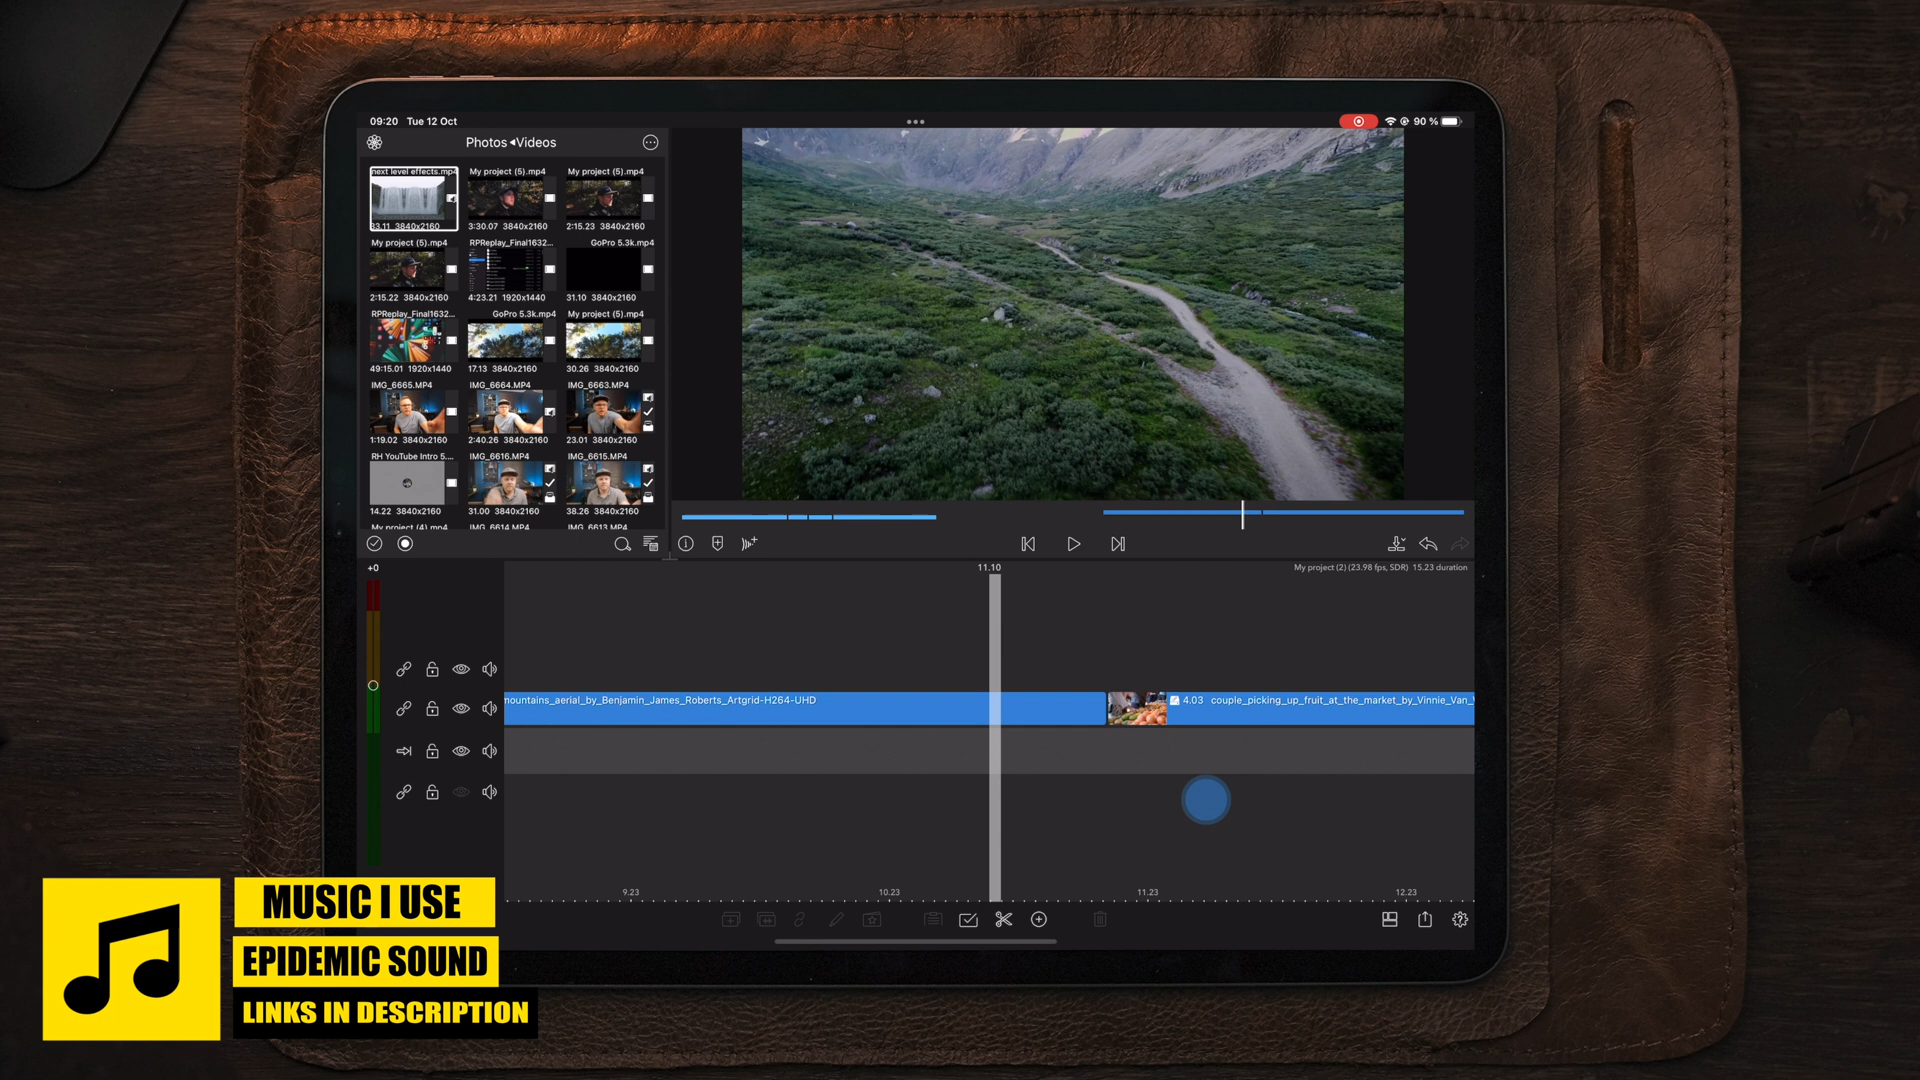 09:20 Tue 12 Oct
90 %
Photos ◂Videos
next level effects.mp4
My project (5).mp4
My project (5).mp4
33.11 3840x2160
3:30.07 3840x2160
2:15.23 3840x2160
My project (5).mp4
RPReplay_Final1632...
GoPro 5.3k.mp4
2:15.22 3840x2160
4:23.21 1920x1440
31.10 3840x2160
RPReplay_Final1632...
GoPro 5.3k.mp4
My project (5).mp4
49:15.01 1920x1440
17.13 3840x2160
30.26 3840x2160
IMG_6665.MP4
IMG_6664.MP4
IMG_6663.MP4
1:19.02 3840x2160
2:40.26 3840x2160
23.01 3840x2160
RH YouTube Intro 5....
IMG_6616.MP4
IMG_6615.MP4
14.22 3840x2160
31.00 3840x2160
38.26 3840x2160
My project (4).mp4
IMG_6614.MP4
IMG_6613.MP4
+0
11.10
My project (2) (23.98 fps, SDR) 15.23 duration
mountains_aerial_by_Benjamin_James_Roberts_Artgrid-H264-UHD
4.03 couple_picking_up_fruit_at_the_market_by_Vinnie_Van_
9.23
10.23
11.23
12.23
MUSIC I USE
EPIDEMIC SOUND
LINKS IN DESCRIPTION